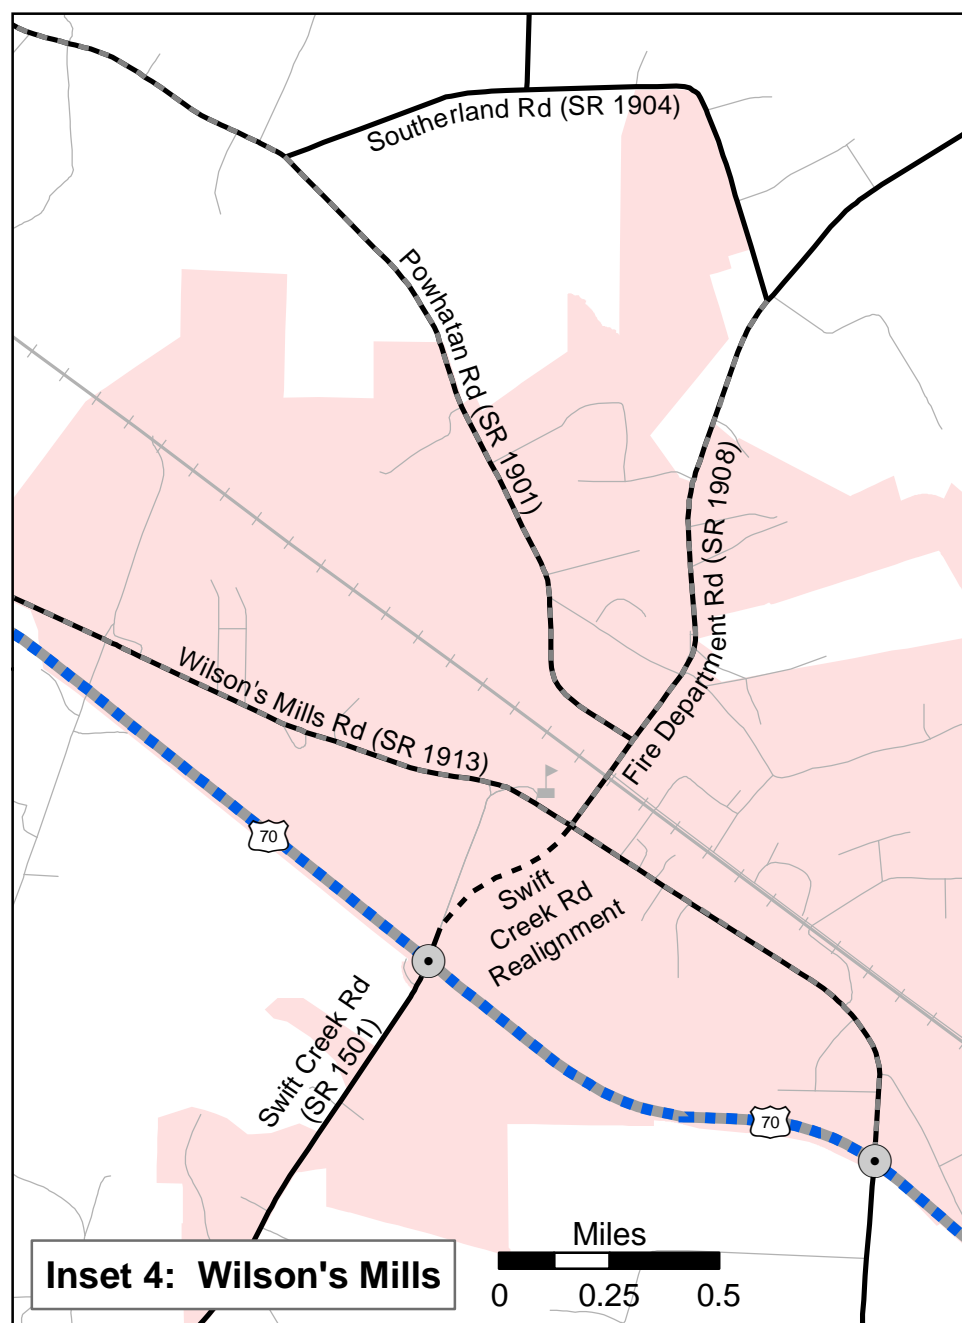 Southerland Rd (SR 1904)
Powhatan Rd (SR 1901)
Fire Department Rd (SR 1908)
Wilson's Mills Rd (SR 1913)
70
Swift
Creek Rd
Realignment
Swift Creek Rd
(SR 1501)
70
Miles
0 0.25 0.5
Inset 4: Wilson's Mills